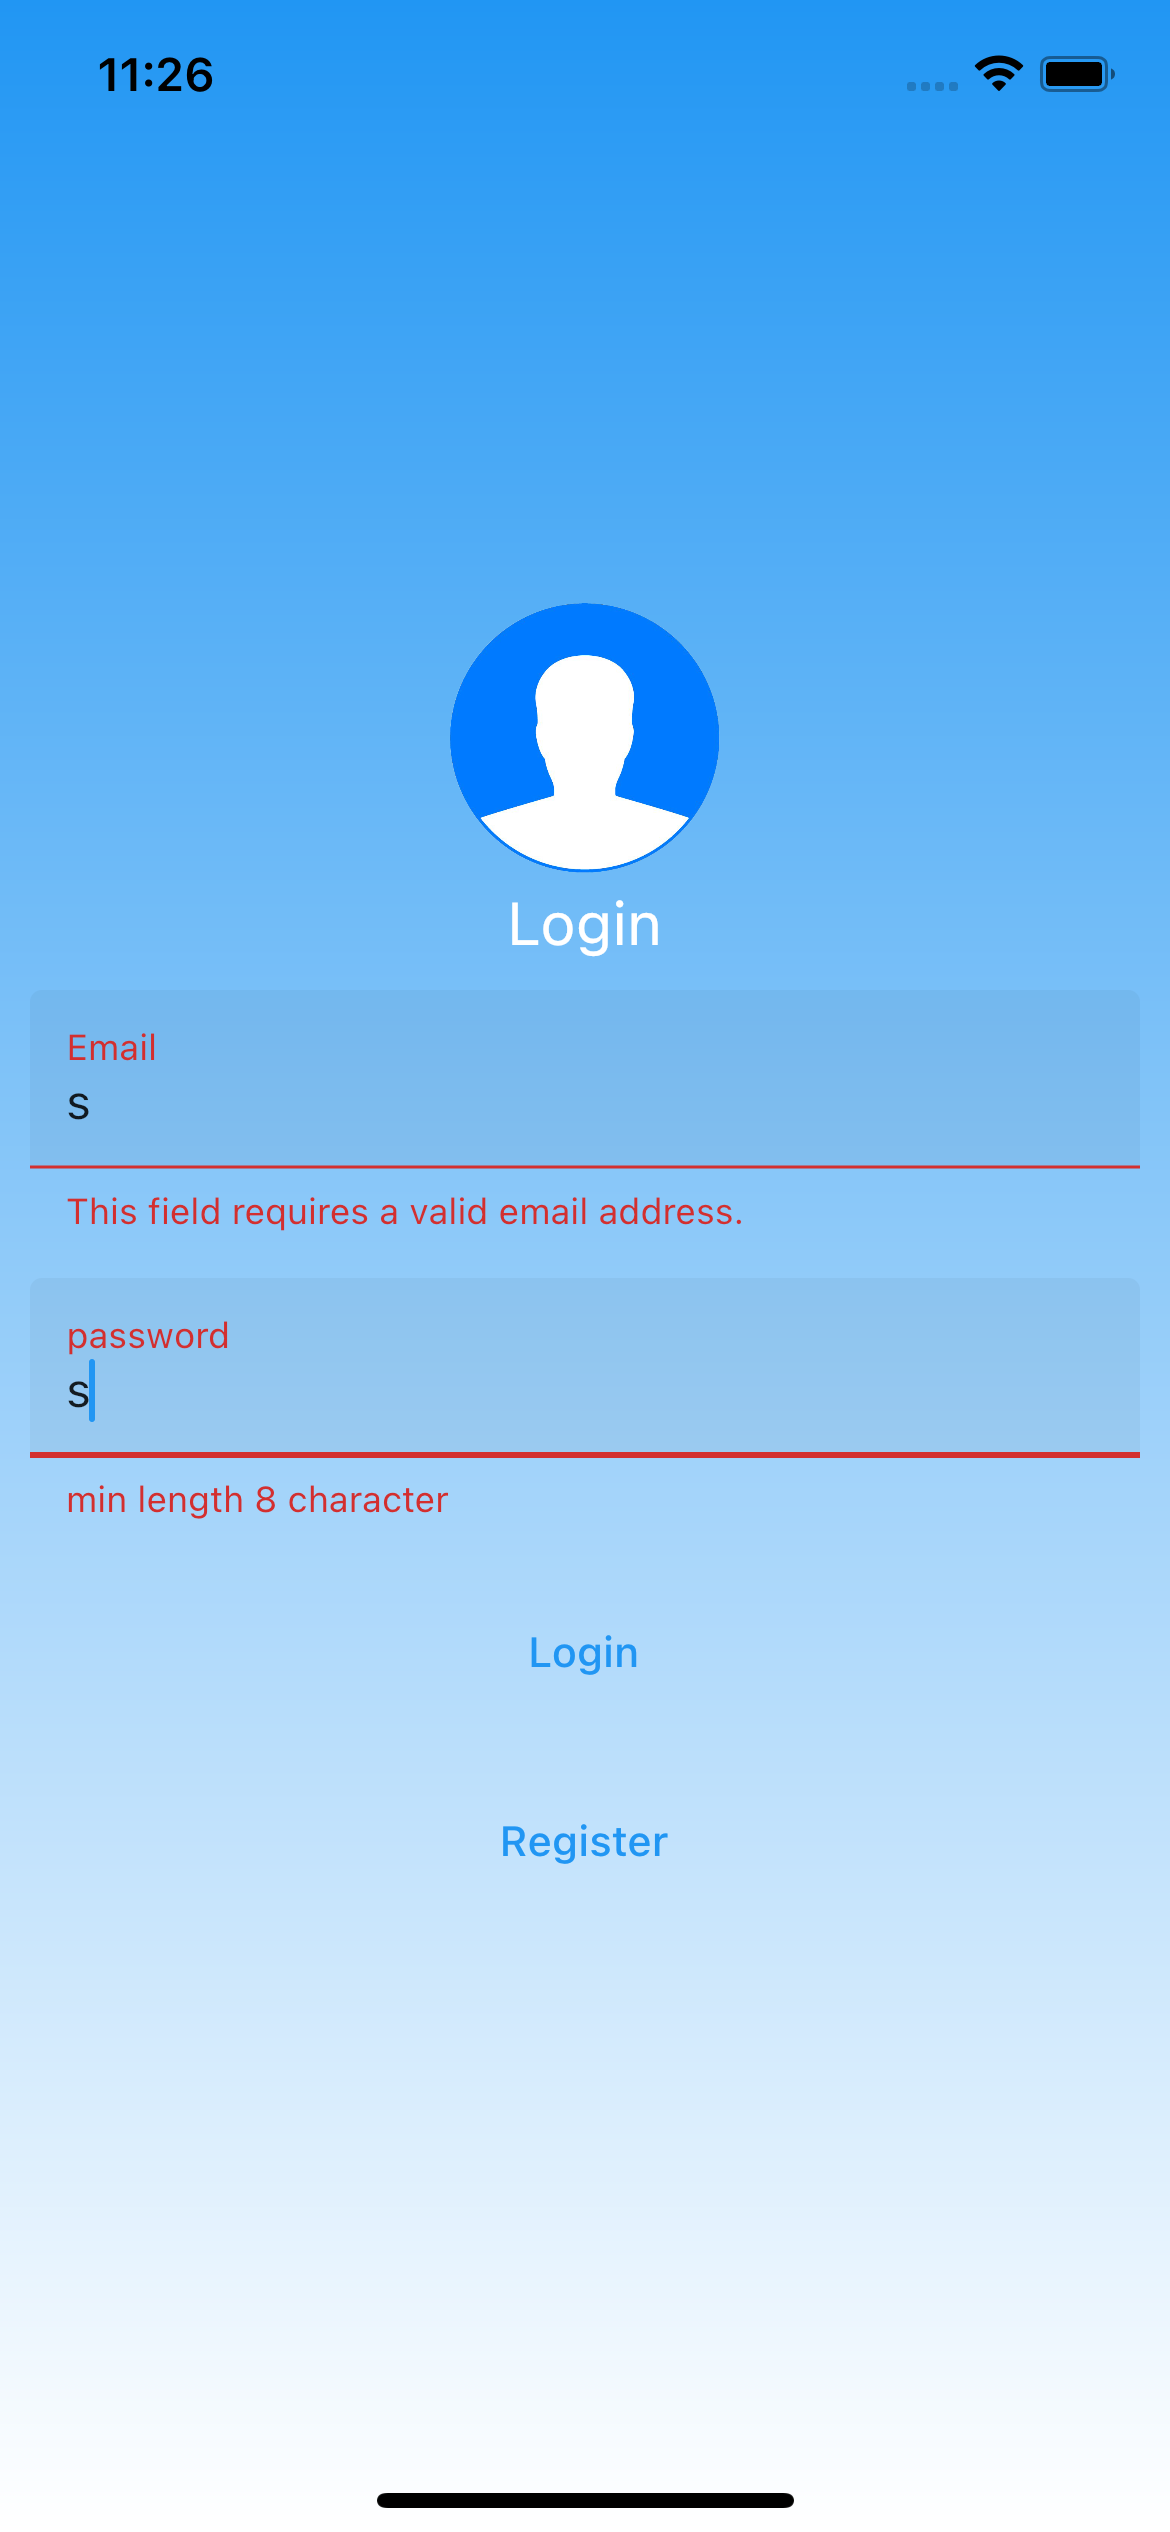 11:26
Login
Email
s
This field requires a valid email address.
password
s
min length 8 character
Login
Register